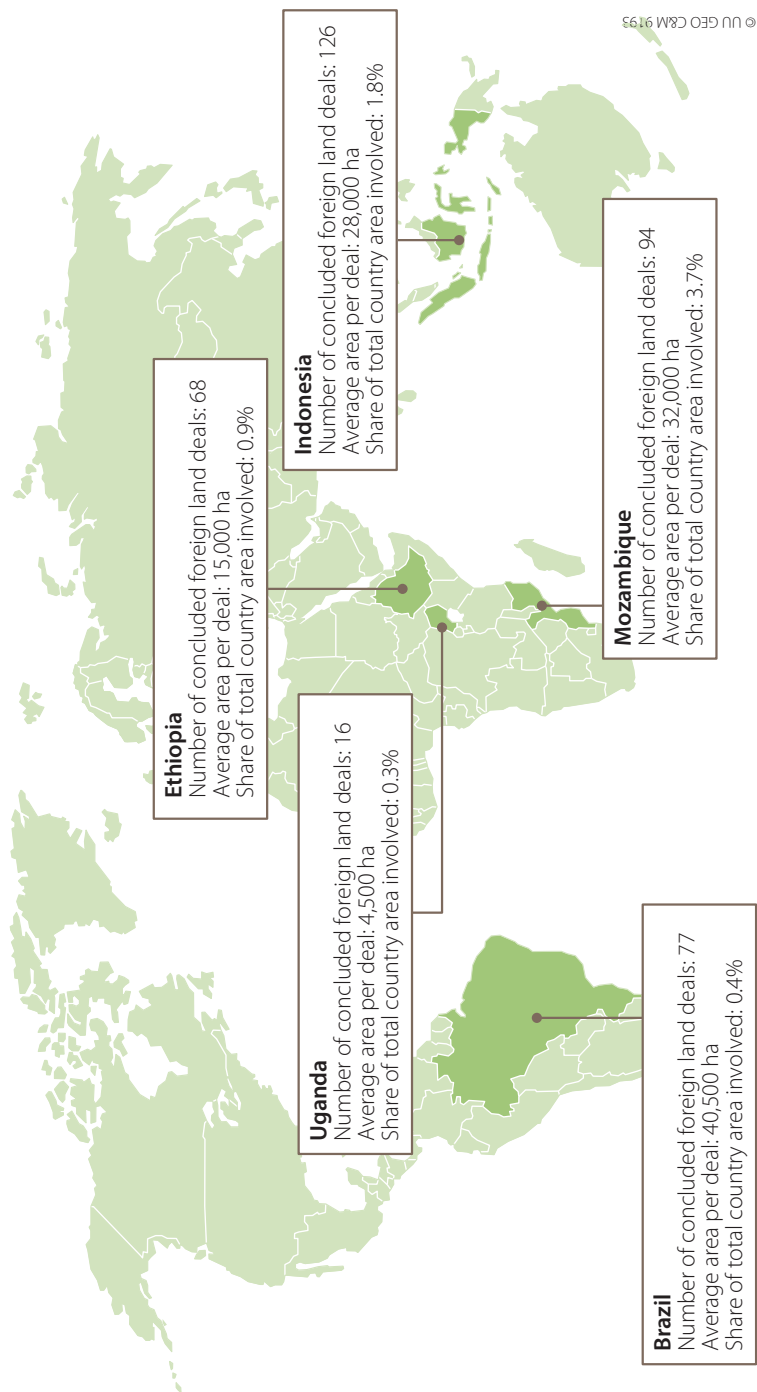 Ethiopia
Number of concluded foreign land deals: 68
Average area per deal: 15,000 ha
Share of total country area involved: 0.9%
Indonesia
Number of concluded foreign land deals: 126
Average area per deal: 28,000 ha
Share of total country area involved: 1.8%
Uganda
Number of concluded foreign land deals: 16
Average area per deal: 4,500 ha
Share of total country area involved: 0.3%
Mozambique
Number of concluded foreign land deals: 94
Average area per deal: 32,000 ha
Share of total country area involved: 3.7%
Brazil
Number of concluded foreign land deals: 77
Average area per deal: 40,500 ha
Share of total country area involved: 0.4%
© UU GEO C&M 9193